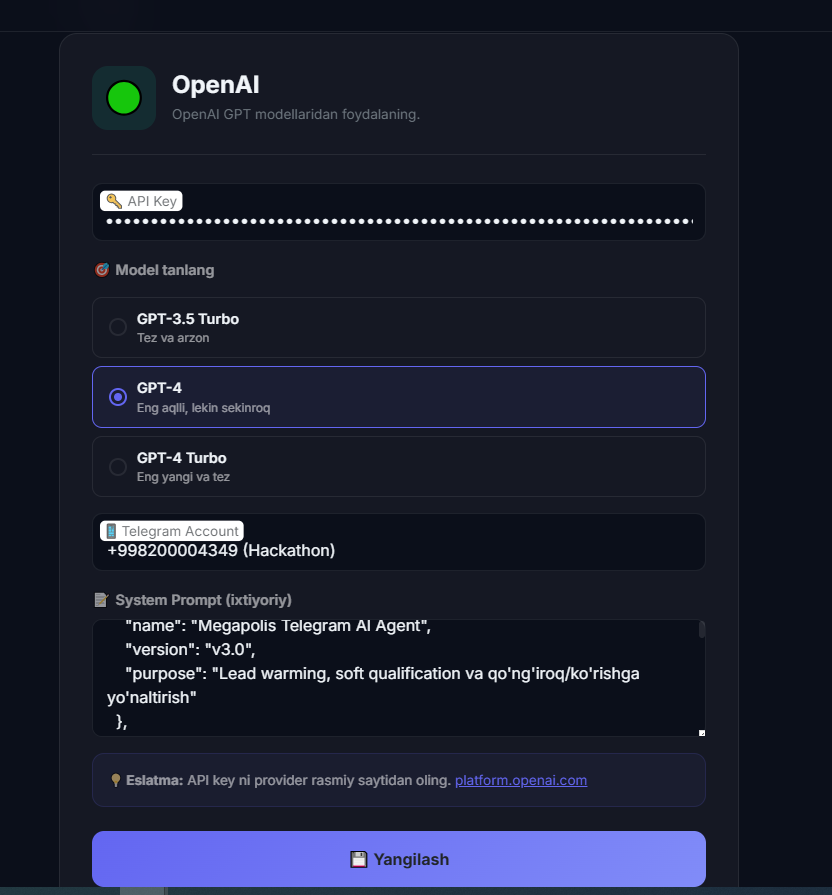 OpenAI
OpenAI GPT modellaridan foydalaning.
API Key
Model tanlang
GPT-3.5 Turbo
Tez va arzon
GPT-4
Eng aqlli, lekin sekinroq
GPT-4 Turbo
Eng yangi va tez
Telegram Account
+998200004349 (Hackathon)
System Prompt (ixtiyoriy)
"name": "Megapolis Telegram AI Agent",
"version": "v3.0",
"purpose": "Lead warming, soft qualification va qo'ng'iroq/ko'rishga
yo'naltirish"
},
Eslatma: API key ni provider rasmiy saytidan oling. platform.openai.com
Yangilash